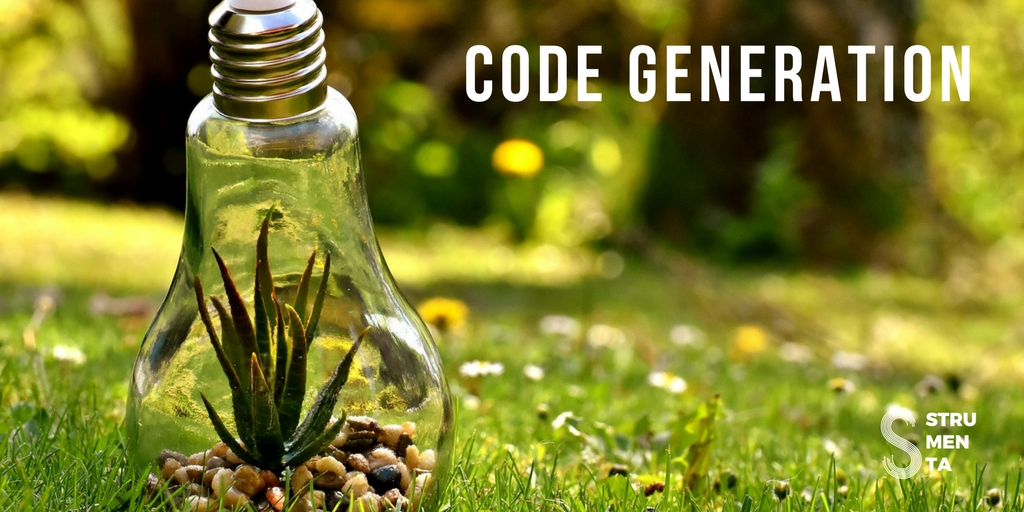 CODE GENERATION
STRU
MEN
TA